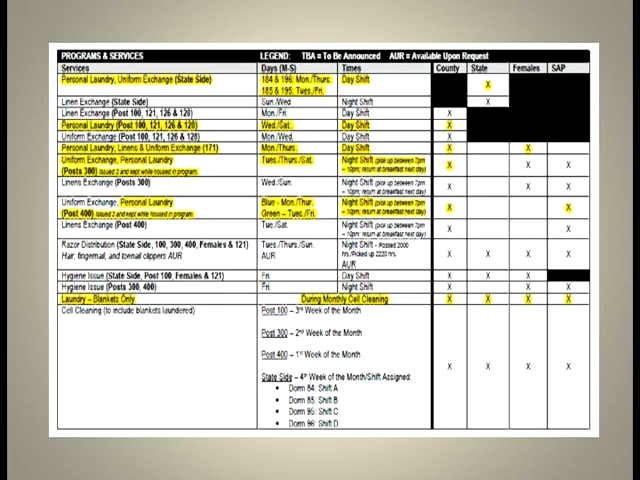 PROGRAMS & SERVICES LEGEND: TBA = To Be Announced AUR = Available Upon Request
Services Days (M-S) Times County State Females SAP
Personal Laundry, Uniform Exchange (State Side) 184 & 196: Mon./Thurs. Day Shift X
185 & 195: Tues./Fri.
Linen Exchange (State Side) Sun./Wed Night Shift X
Linen Exchange (Post 100, 121, 126 & 128) Mon./Fri. Day Shift X
Personal Laundry (Post 100, 121, 126 & 128) Wed./Sat. Day Shift X
Uniform Exchange (Post 100, 121, 126 & 128) Mon./Wed. Day Shift X
Personal Laundry, Linens & Uniform Exchange (171) Mon./Thurs. Day Shift X X
Uniform Exchange, Personal Laundry Tues./Thurs./Sat. Night Shift (pick up between 7pm X X X
(Posts 300) Issued 2 and kept while housed in program. – 10pm; return at breakfast next day)
Linens Exchange (Posts 300) Wed./Sun. Night Shift (pick up between 7pm X X X
– 10pm; return at breakfast next day)
Uniform Exchange, Personal Laundry Blue - Mon./Thur. Night Shift (pick up between 7pm X X
(Post 400) Issued 2 and kept while housed in program. Green – Tues./Fri. – 10pm; return at breakfast next day)
Linens Exchange (Post 400) Tue./Sat. Night Shift (pick up between 7pm X X
– 10pm; return at breakfast next day)
Razor Distribution (State Side, 100, 300, 400, Females & 121) Tues./Thurs./Sun. Night Shift - Passed 2000 X X X X
Hair, fingernail, and toenail clippers AUR AUR hrs./Picked up 2220 hrs.
AUR
Hygiene Issue (State Side, Post 100, Females & 121) Fri. Day Shift X X X
Hygiene Issue (Posts 300, 400) Fri. Night Shift X X X
Laundry – Blankets Only During Monthly Cell Cleaning X X X X
Cell Cleaning (to include blankets laundered) Post 100 – 3rd Week of the Month X X X X
Post 300 – 2nd Week of the Month
Post 400 – 1st Week of the Month
State Side – 4th Week of the Month/Shift Assigned:
• Dorm 84: Shift A
• Dorm 85: Shift B
• Dorm 95: Shift C
• Dorm 96: Shift D